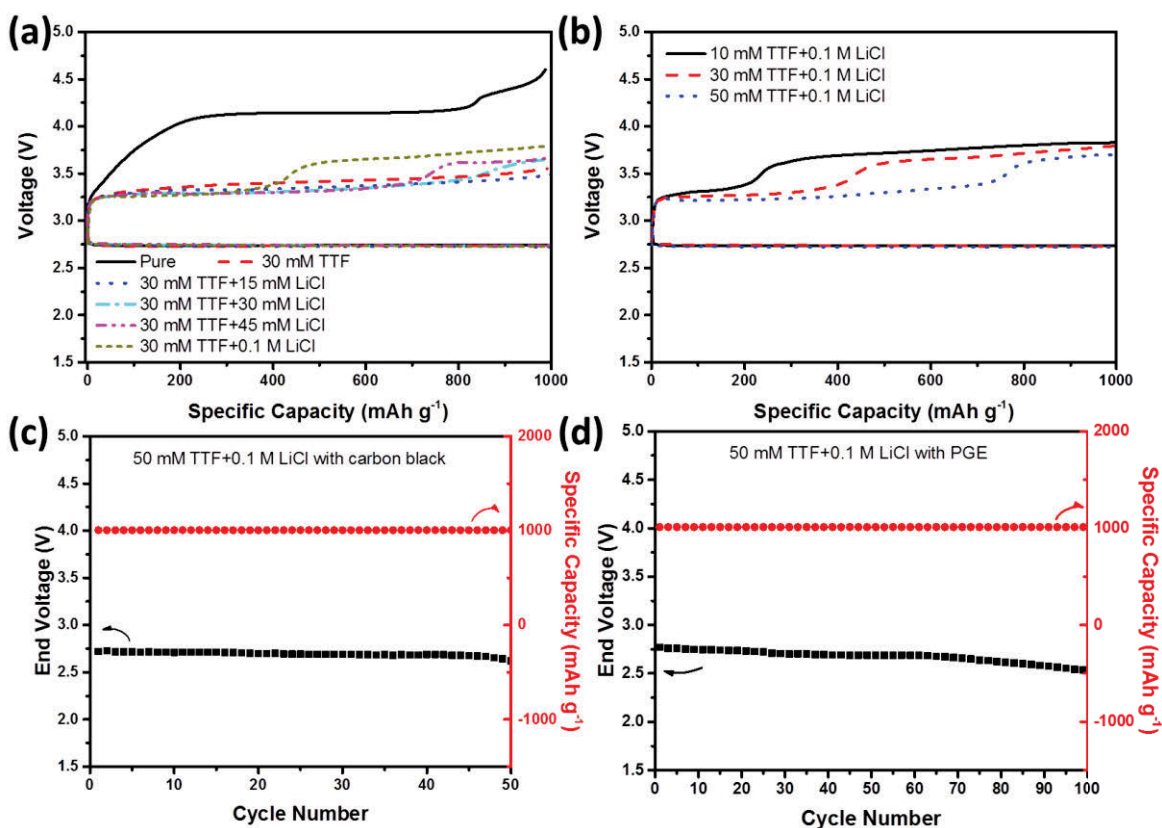 (a)
5.0
4.5
4.0
3.5
3.0
2.5
2.0
1.5
Voltage (V)
Pure
30 mM TTF
30 mM TTF+15 mM LiCl
30 mM TTF+30 mM LiCl
30 mM TTF+45 mM LiCl
30 mM TTF+0.1 M LiCl
0 200 400 600 800 1000
Specific Capacity (mAh g⁻¹)
(b)
5.0
4.5
4.0
3.5
3.0
2.5
2.0
1.5
Voltage (V)
10 mM TTF+0.1 M LiCl
30 mM TTF+0.1 M LiCl
50 mM TTF+0.1 M LiCl
0 200 400 600 800 1000
Specific Capacity (mAh g⁻¹)
(c)
5.0
4.5
4.0
3.5
3.0
2.5
2.0
1.5
End Voltage (V)
50 mM TTF+0.1 M LiCl with carbon black
2000
1000
0
-1000
Specific Capacity (mAh g⁻¹)
0 10 20 30 40 50
Cycle Number
(d)
5.0
4.5
4.0
3.5
3.0
2.5
2.0
1.5
End Voltage (V)
50 mM TTF+0.1 M LiCl with PGE
2000
1000
0
-1000
Specific Capacity (mAh g⁻¹)
0 10 20 30 40 50 60 70 80 90 100
Cycle Number